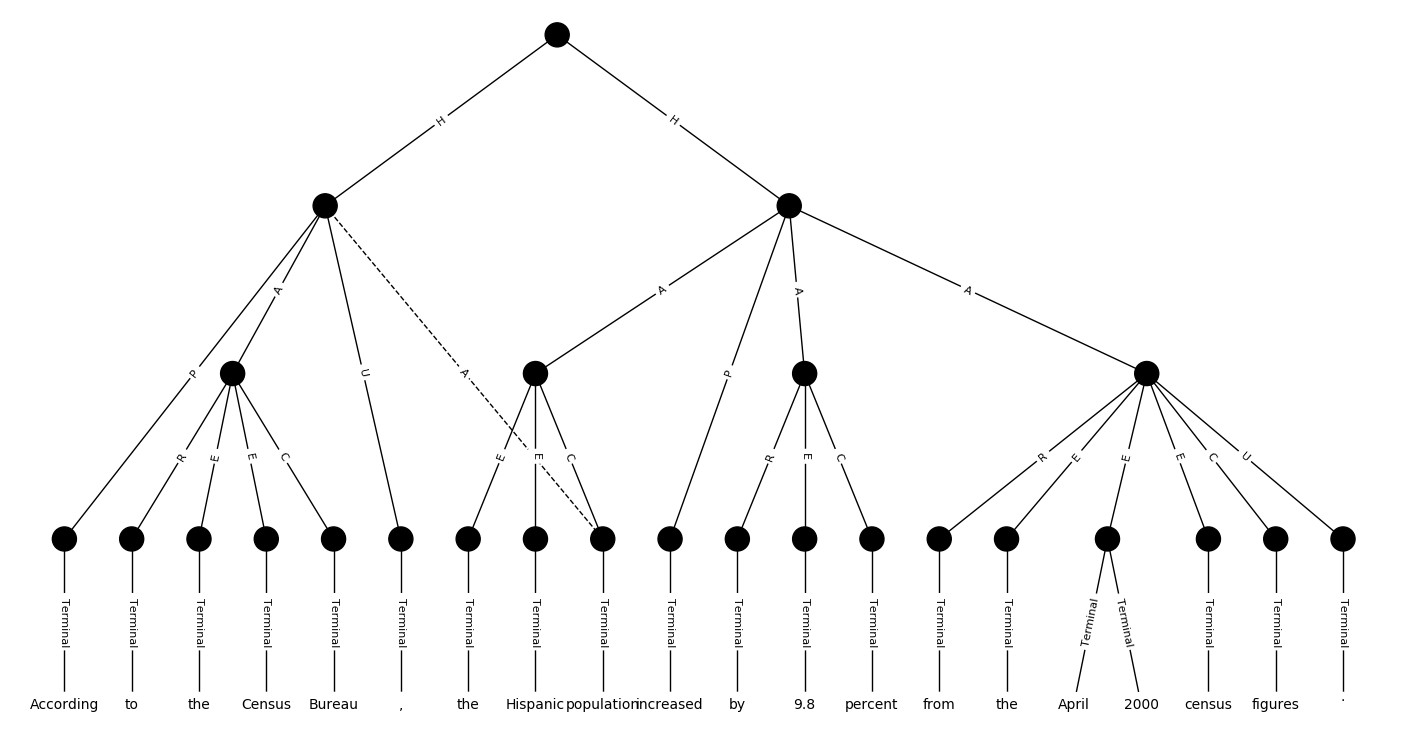 H H
A A A A
P U A P
R E E C E E C R E C R E E E C U
Terminal Terminal Terminal Terminal Terminal Terminal Terminal Terminal Terminal Terminal Terminal Terminal Terminal Terminal Terminal Terminal Terminal Terminal Terminal Terminal
According to the Census Bureau , the Hispanic population increased by 9.8 percent from the April 2000 census figures .